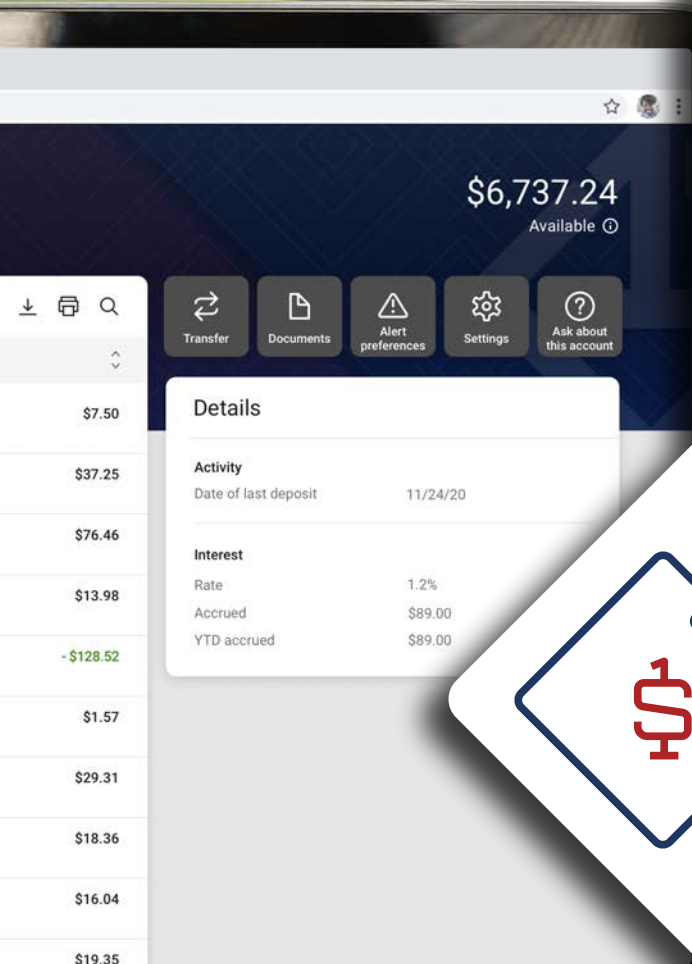 $6,737.24
Available
Transfer
Documents
Alert
preferences
Settings
Ask about
this account
$7.50
$37.25
$76.46
$13.98
- $128.52
$1.57
$29.31
$18.36
$16.04
$19.35
Details
Activity
Date of last deposit 11/24/20
Interest
Rate 1.2%
Accrued $89.00
YTD accrued $89.00
$